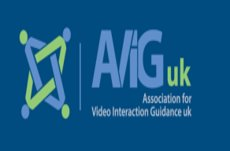 AViG uk
Association for
Video Interaction Guidance uk